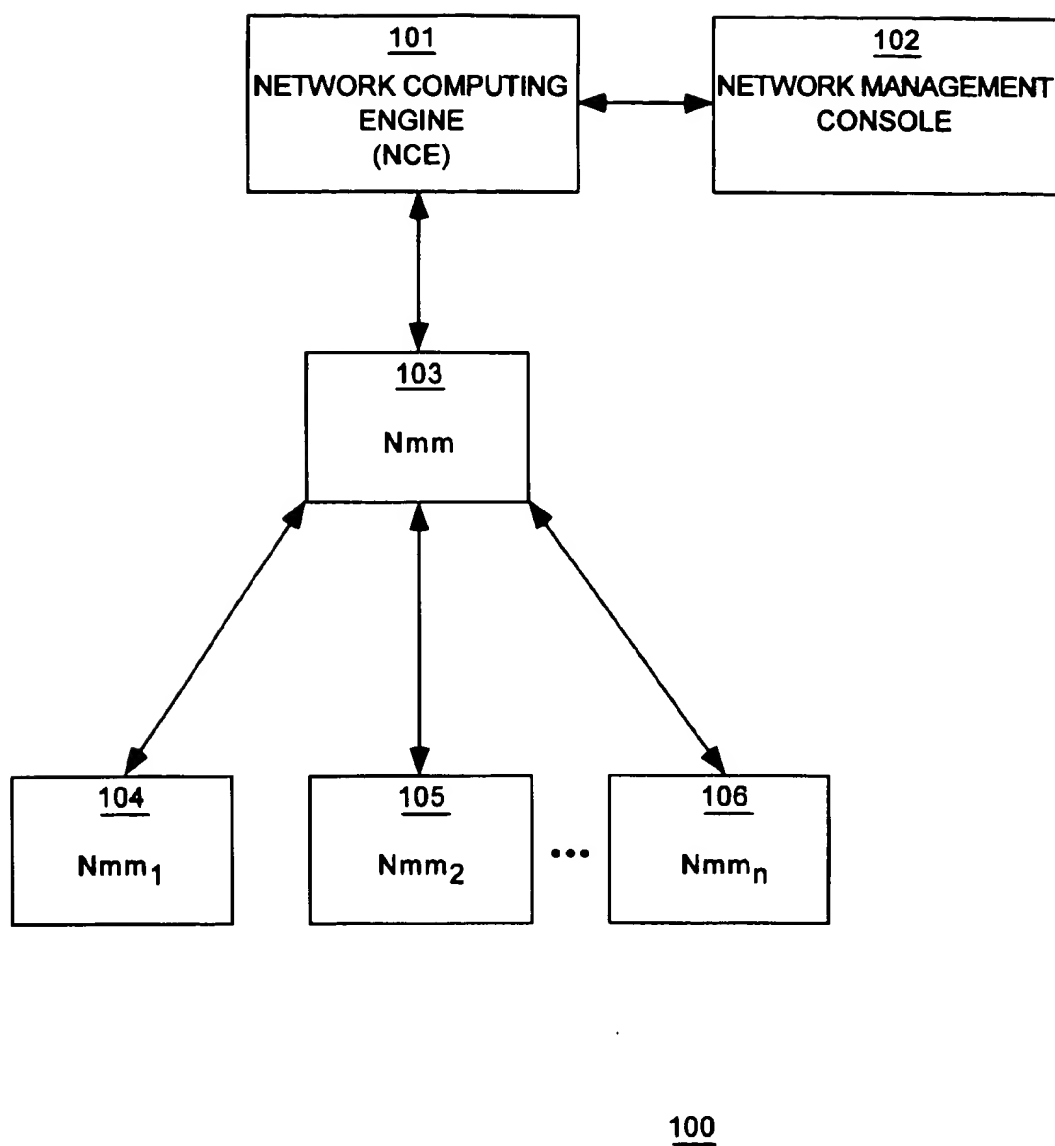 101
NETWORK COMPUTING
ENGINE
(NCE)
102
NETWORK MANAGEMENT
CONSOLE
103
Nmm
104
Nmm₁
105
Nmm₂
•••
106
Nmmₙ
100